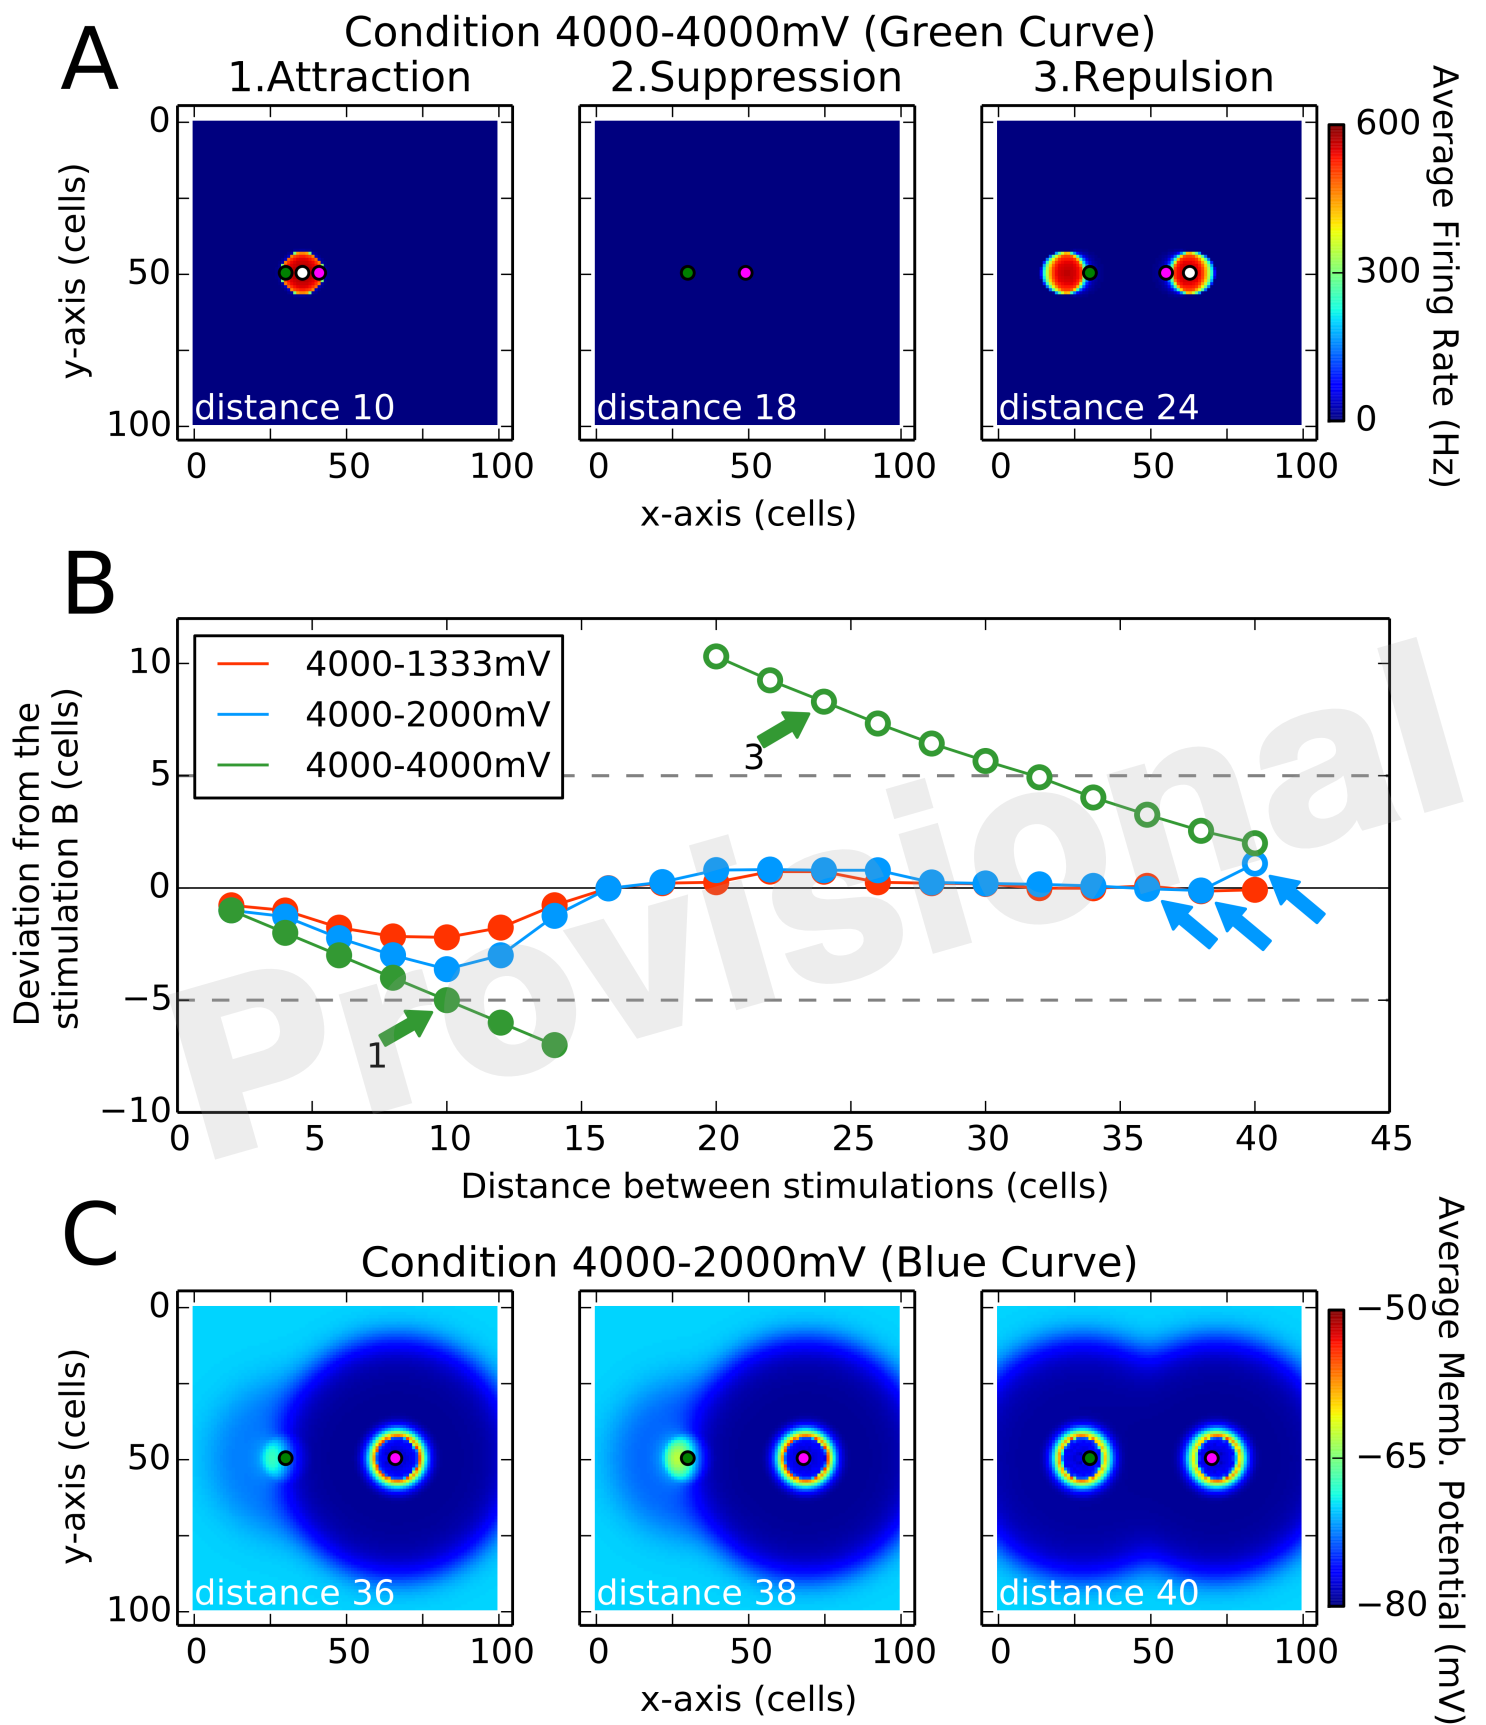 A
Condition 4000-4000mV (Green Curve)
1.Attraction
2.Suppression
3.Repulsion
0
50
100
y-axis (cells)
distance 10
distance 18
distance 24
0 50 100
0 50 100
0 50 100
x-axis (cells)
600
300
0
Average Firing Rate (Hz)
B
4000-1333mV
4000-2000mV
4000-4000mV
10
5
0
−5
−10
Deviation from the
stimulation B (cells)
3
1
Provisional
0 5 10 15 20 25 30 35 40 45
Distance between stimulations (cells)
C
Condition 4000-2000mV (Blue Curve)
0
50
100
y-axis (cells)
distance 36
distance 38
distance 40
0 50 100
0 50 100
0 50 100
x-axis (cells)
−50
−65
−80
Average Memb. Potential (mV)